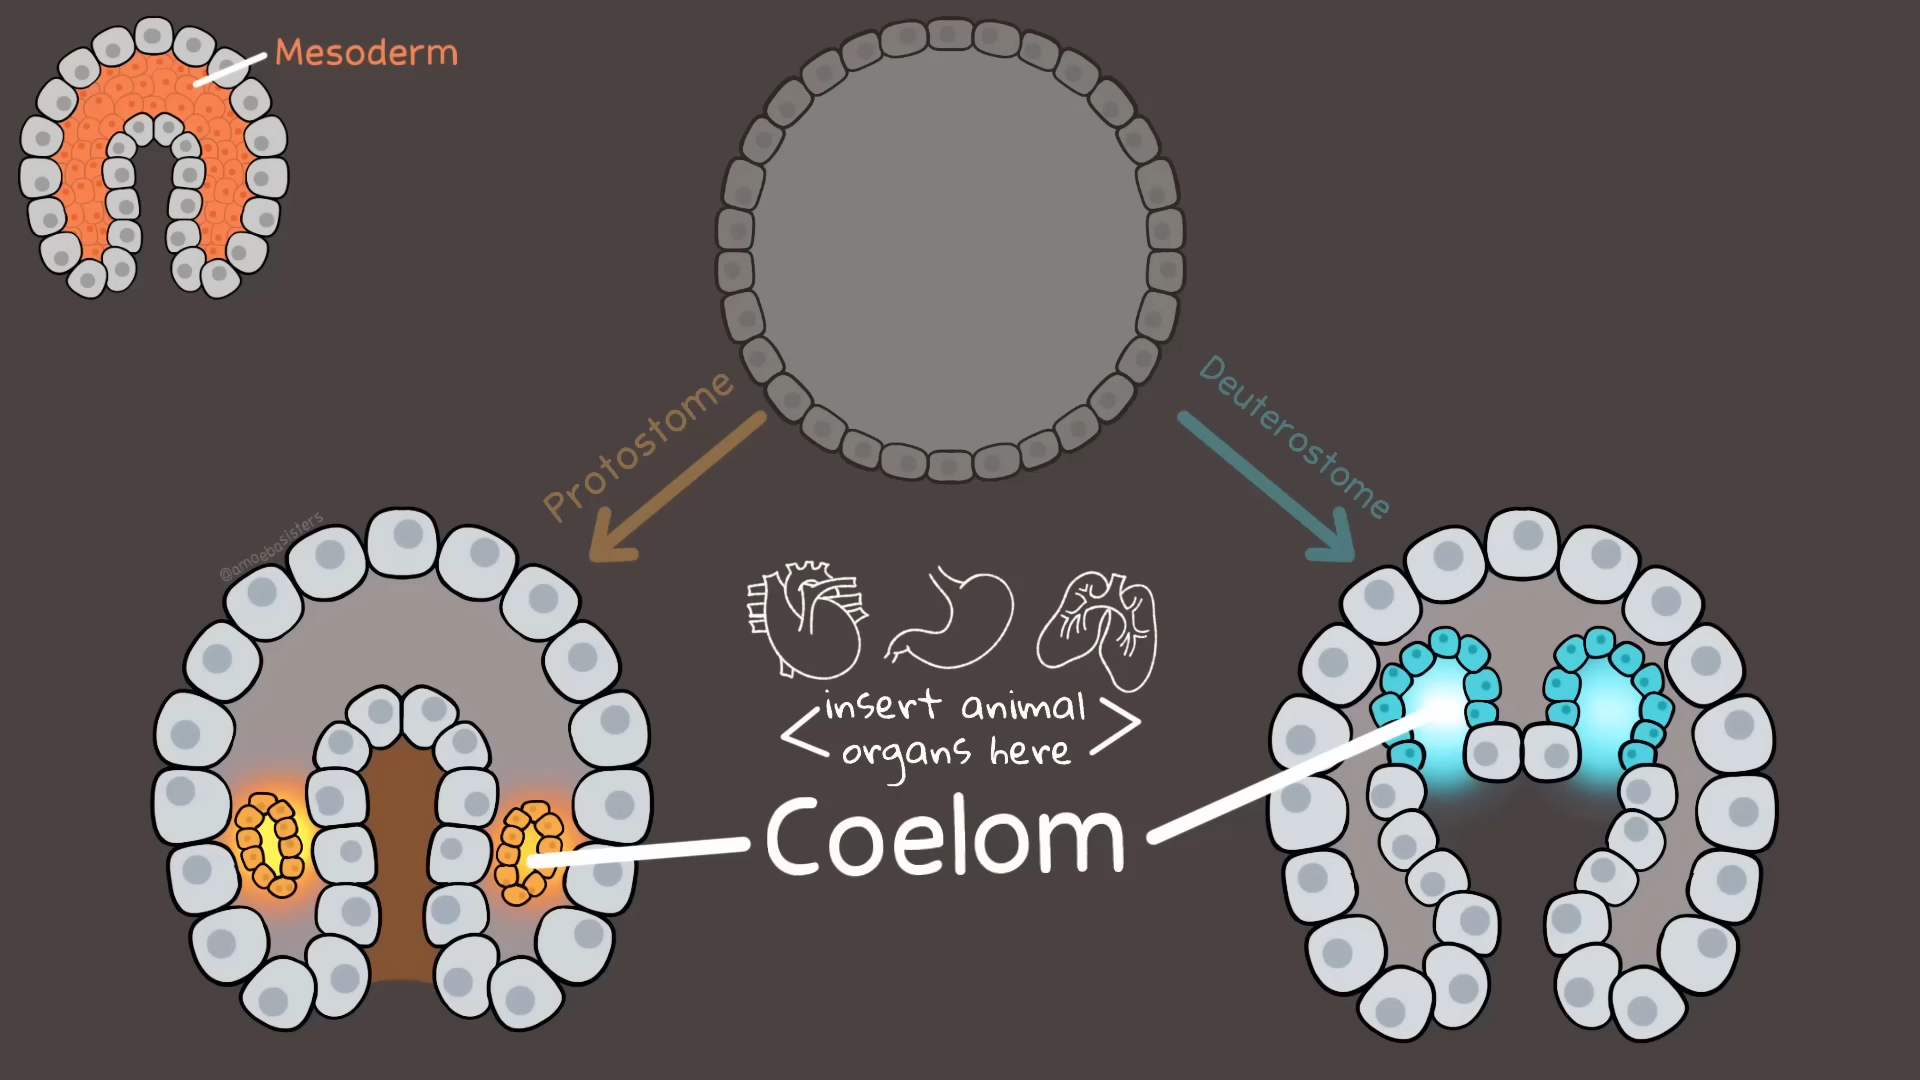 Mesoderm
Protostome
Deuterostome
@amoebasisters
insert animal
organs here
Coelom